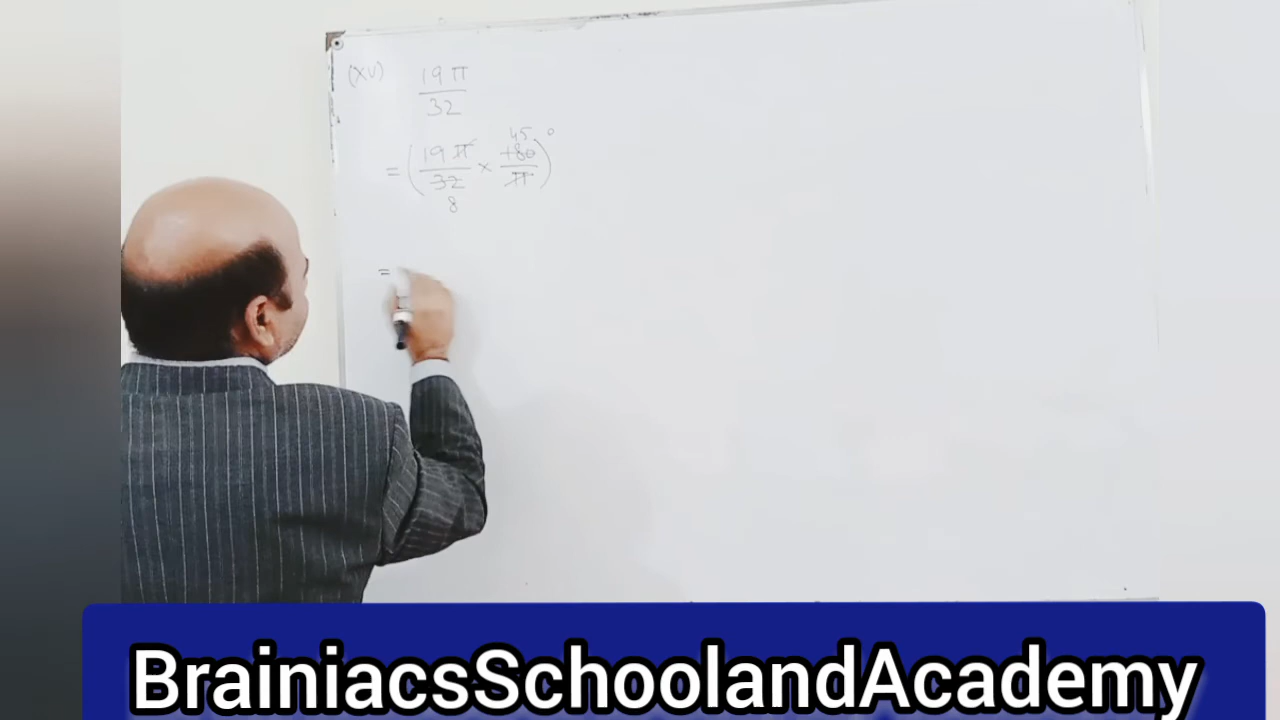 (XV) 19π/32
= (19π/32 × 180/π)°
45
8
=
BrainiacsSchoolandAcademy